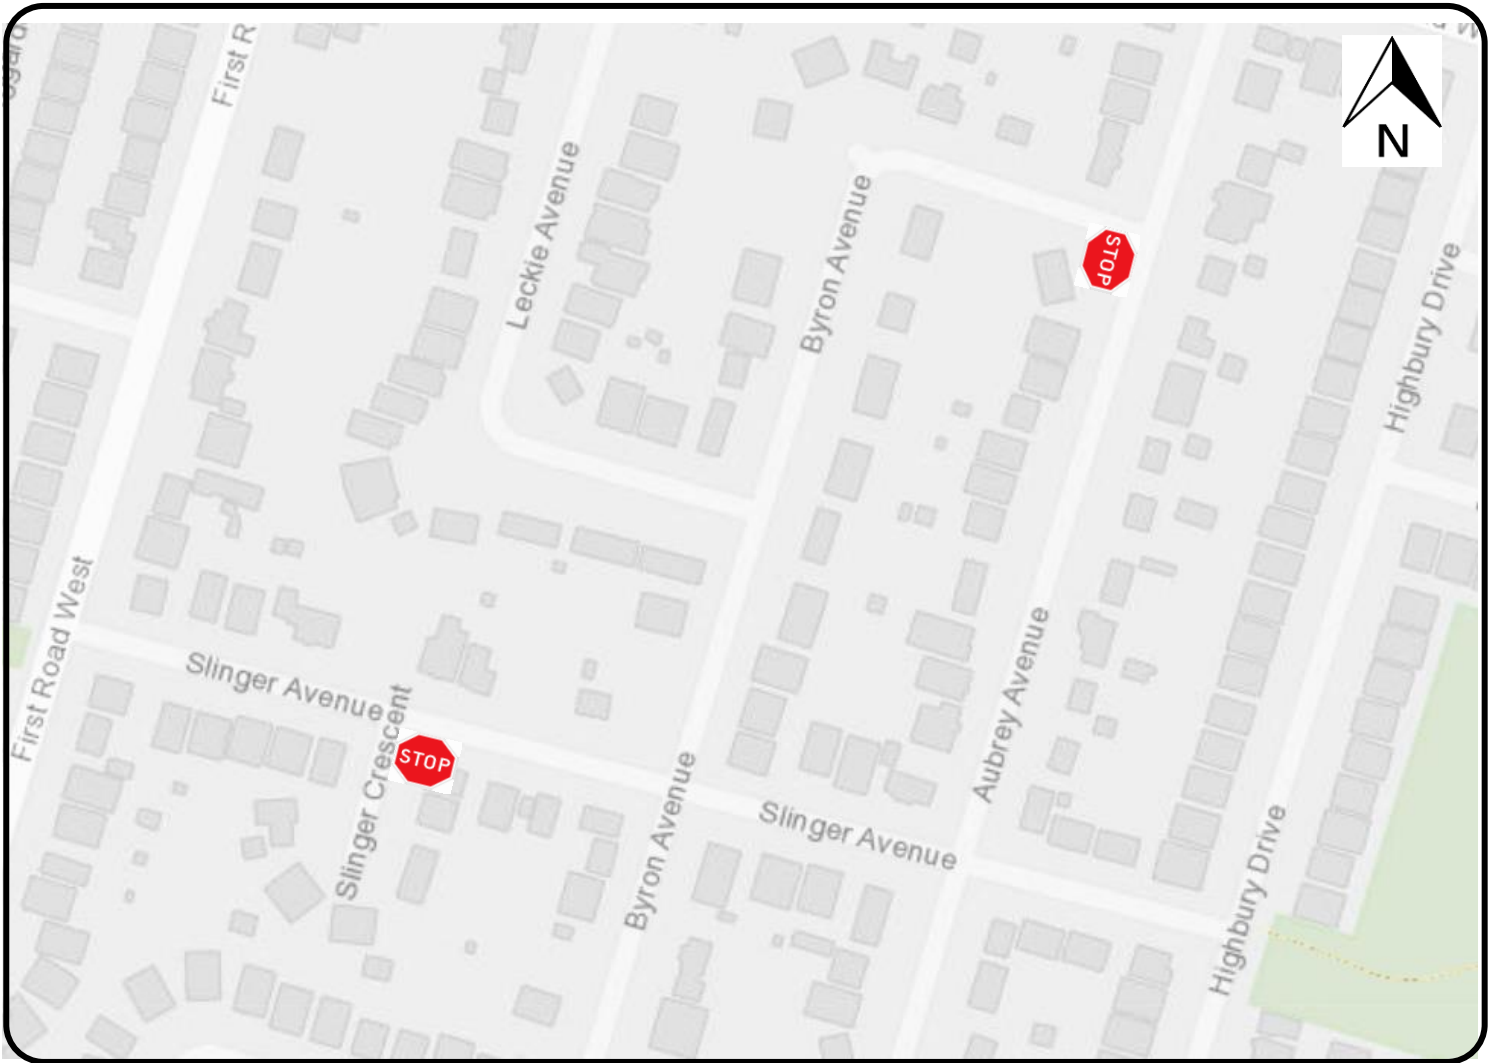 First R
N
STOP
Leckie Avenue
Byron Avenue
Highbury Drive
First Road West
Slinger Avenue
Slinger Crescent
STOP
Aubrey Avenue
Byron Avenue
Slinger Avenue
Highbury Drive